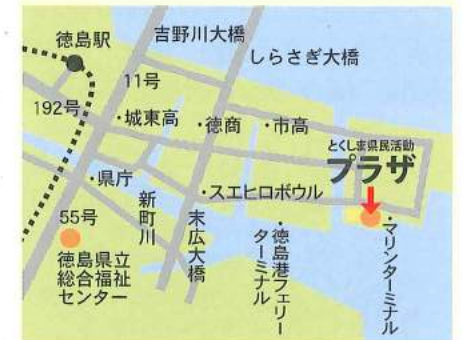 徳島駅
吉野川大橋
しらさぎ大橋
11号
192号
・城東高
・徳商
・市高
とくしま県民活動
プラザ
・県庁
新町川
・スエヒロボウル
55号
末広大橋
・徳島港フェリー
ターミナル
・マリンターミナル
徳島県立
総合福祉
センター